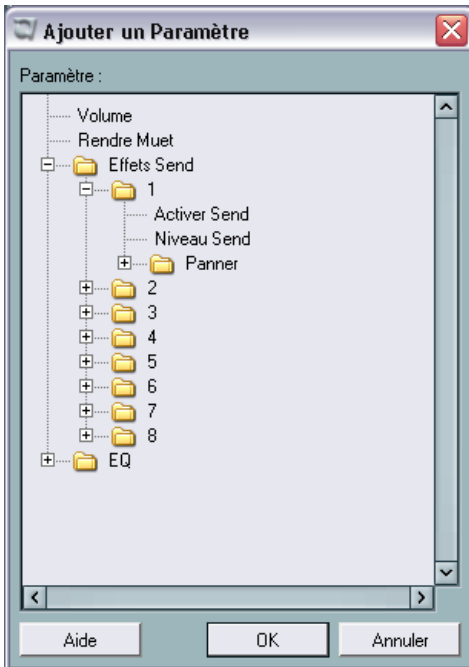 Ajouter un Paramètre
Paramètre :
Volume
Rendre Muet
Effets Send
1
Activer Send
Niveau Send
Panner
2
3
4
5
6
7
8
EQ
Aide OK Annuler